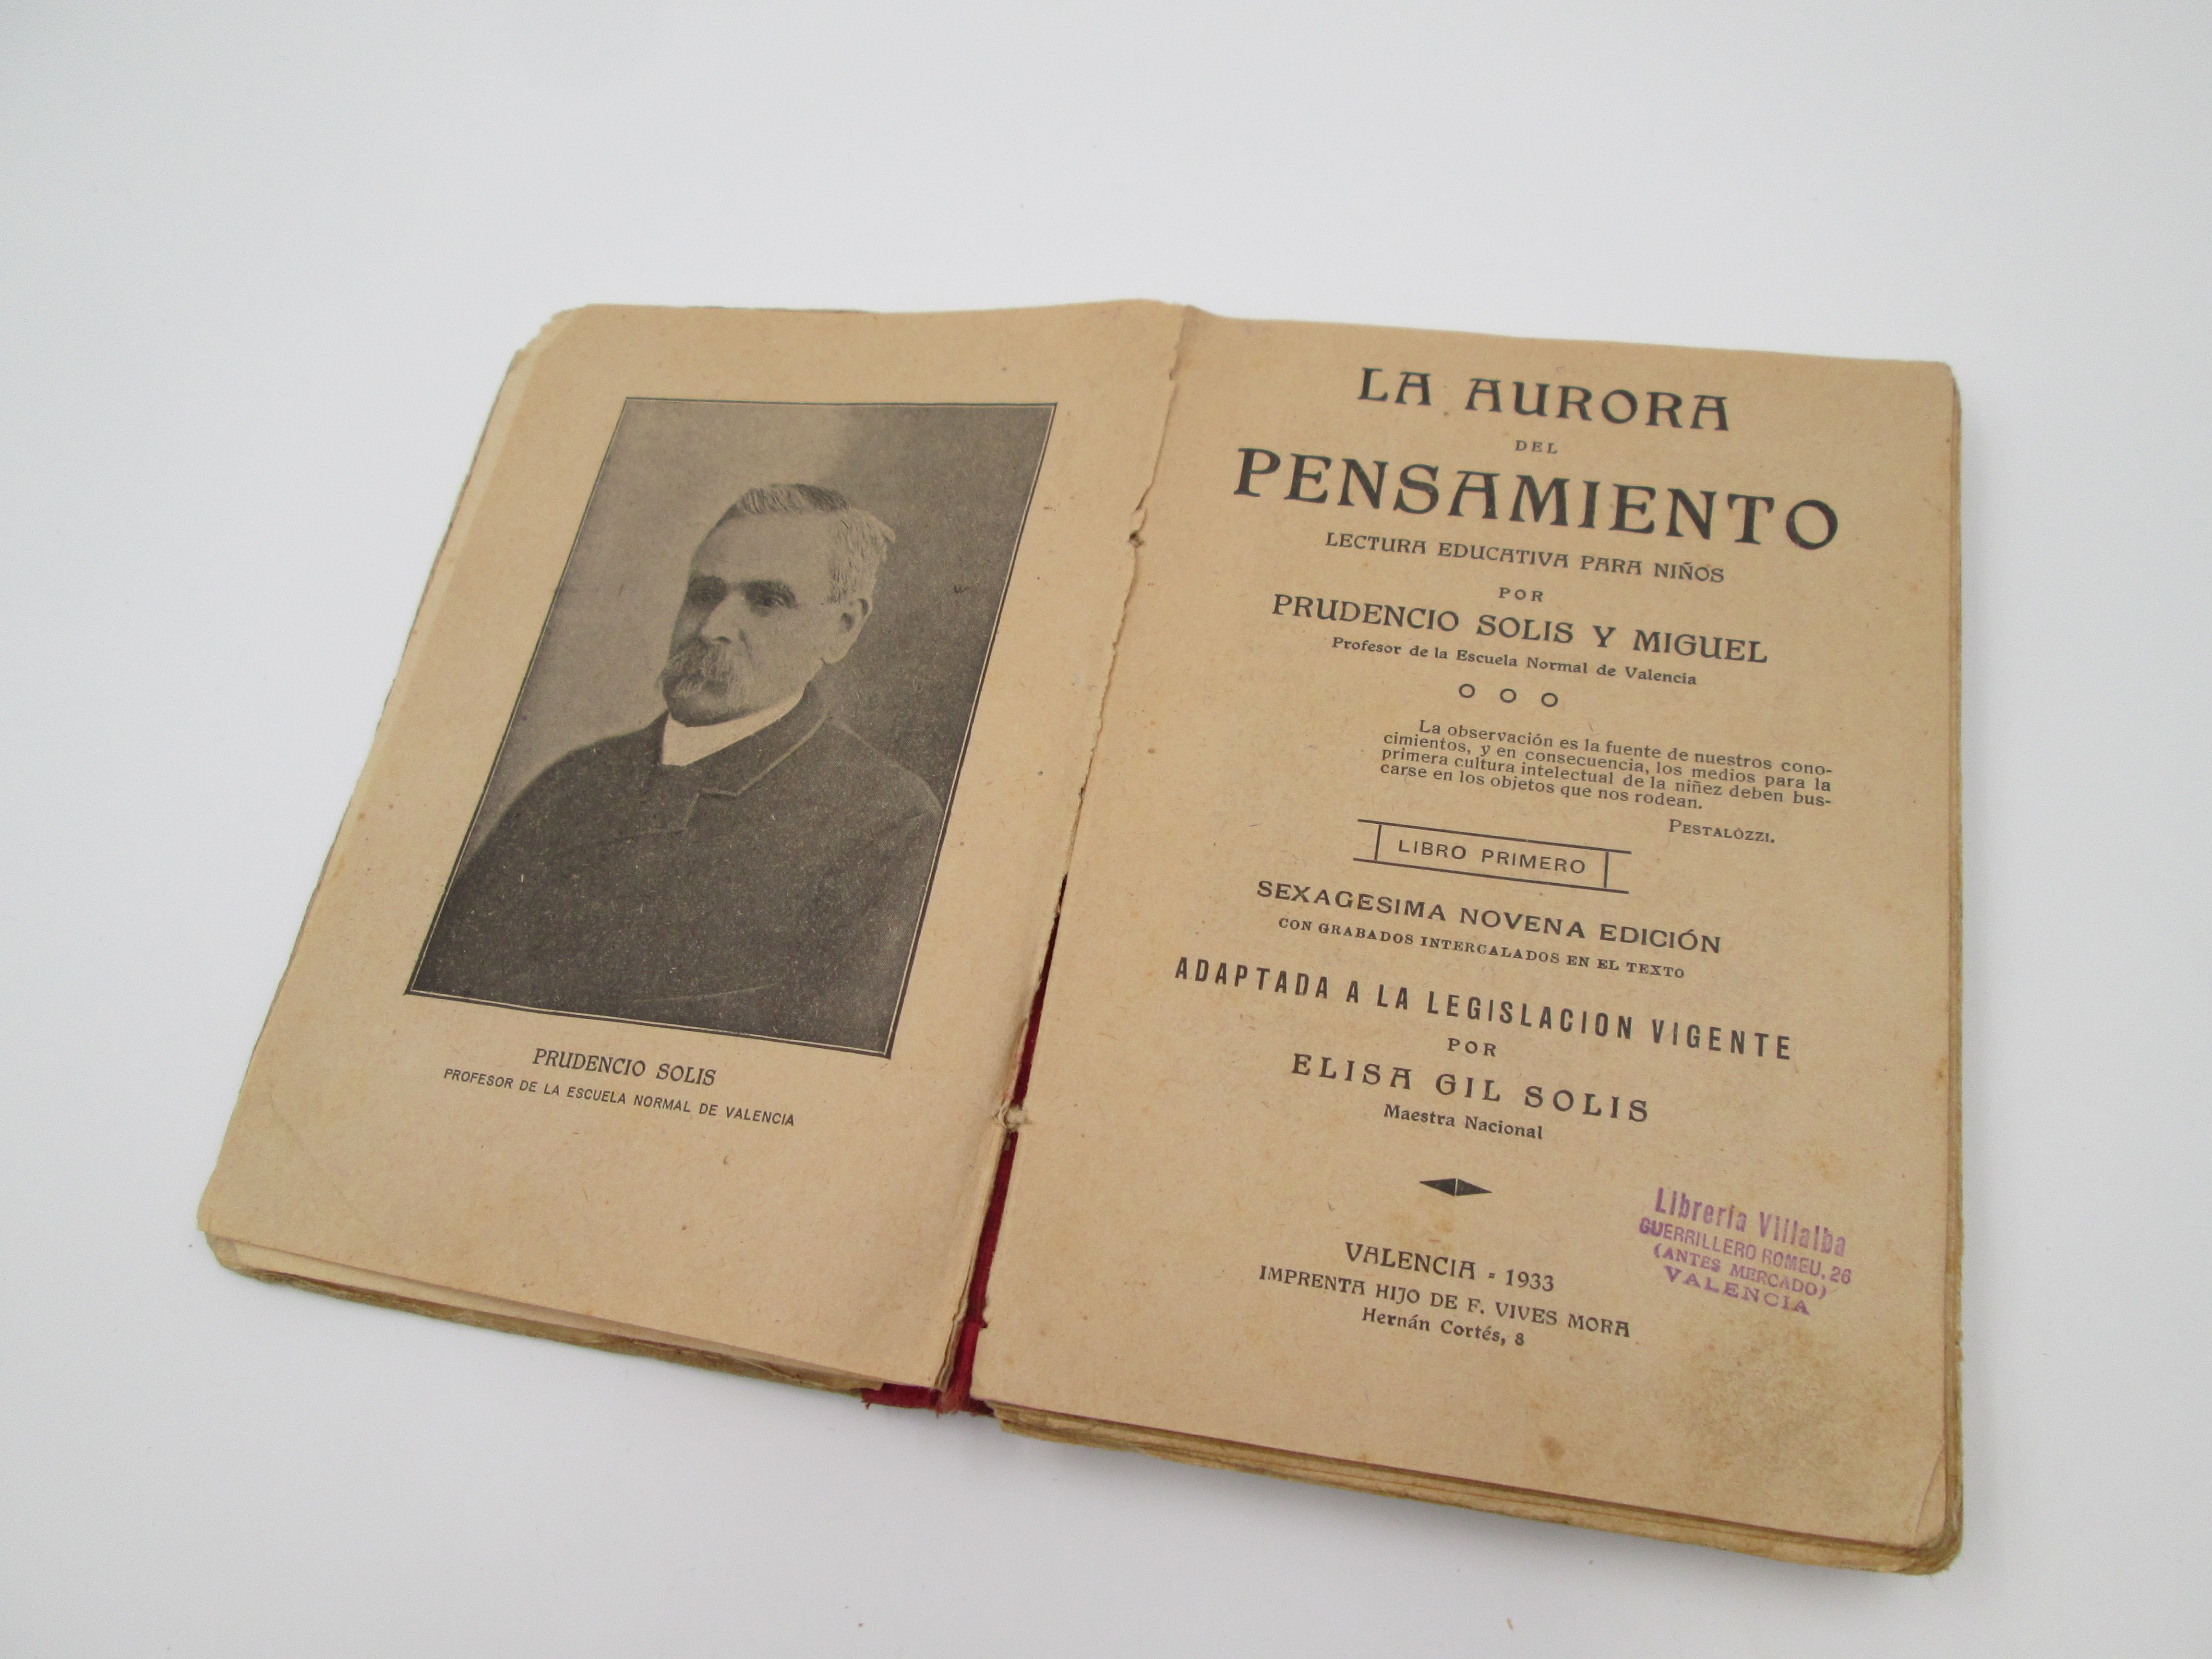 PRUDENCIO SOLIS
PROFESOR DE LA ESCUELA NORMAL DE VALENCIA
LA AURORA
DEL
PENSAMIENTO
LECTURA EDUCATIVA PARA NIÑOS
POR
PRUDENCIO SOLIS Y MIGUEL
Profesor de la Escuela Normal de Valencia
La observación es la fuente de nuestros cono-
cimientos, y en consecuencia, los medios para la
primera cultura intelectual de la niñez deben bus-
carse en los objetos que nos rodean.
PESTALÒZZI.
LIBRO PRIMERO
SEXAGESIMA NOVENA EDICIÓN
CON GRABADOS INTERCALADOS EN EL TEXTO
ADAPTADA A LA LEGISLACION VIGENTE
POR
ELISA GIL SOLIS
Maestra Nacional
VALENCIA - 1933
IMPRENTA HIJO DE F. VIVES MORA
Hernán Cortés, 8
Librería Villalba
GUERRILLERO ROMEU, 26
(ANTES MERCADO)
VALENCIA